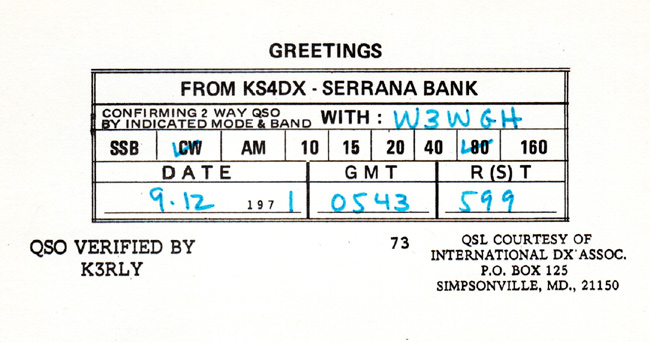 GREETINGS
FROM KS4DX - SERRANA BANK
CONFIRMING 2 WAY QSO
BY INDICATED MODE & BAND WITH : W3WGH
SSB CW AM 10 15 20 40 80 160
DATE GMT R(S)T
9.12 1971 0543 599
QSO VERIFIED BY
K3RLY
73
QSL COURTESY OF
INTERNATIONAL DX ASSOC.
P.O. BOX 125
SIMPSONVILLE, MD., 21150